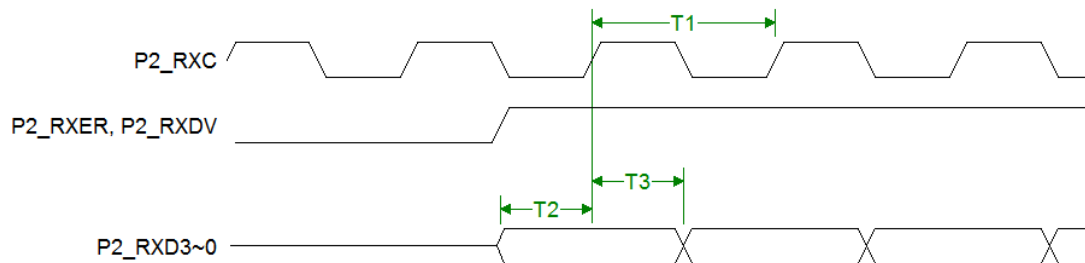 T1
P2_RXC
P2_RXER, P2_RXDV
T3
T2
P2_RXD3~0